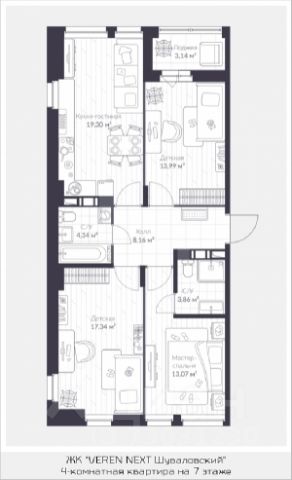 Лоджия
3,14 м²
Кухня-гостиная
19.30 м²
Детская
13,99 м²
С/У
4,34 м²
Холл
8.16 м²
С/У
3,86 м²
Детская
17.34 м²
Мастер-
спальня
13,07 м²
ЖК "VEREN NEXT Шуваловский"
4-комнатная квартира на 7 этаже